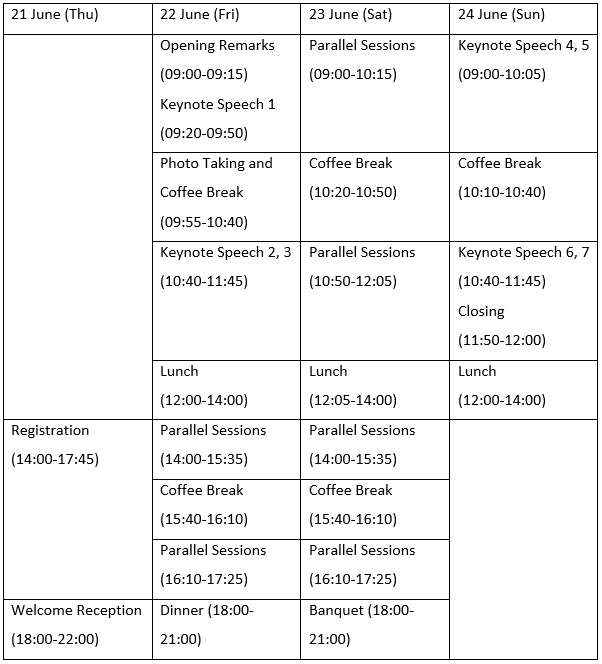 21 June (Thu)
22 June (Fri)
23 June (Sat)
24 June (Sun)
Opening Remarks
(09:00-09:15)
Keynote Speech 1
(09:20-09:50)
Parallel Sessions
(09:00-10:15)
Keynote Speech 4, 5
(09:00-10:05)
Photo Taking and
Coffee Break
(09:55-10:40)
Coffee Break
(10:20-10:50)
Coffee Break
(10:10-10:40)
Keynote Speech 2, 3
(10:40-11:45)
Parallel Sessions
(10:50-12:05)
Keynote Speech 6, 7
(10:40-11:45)
Closing
(11:50-12:00)
Lunch
(12:00-14:00)
Lunch
(12:05-14:00)
Lunch
(12:00-14:00)
Registration
(14:00-17:45)
Parallel Sessions
(14:00-15:35)
Parallel Sessions
(14:00-15:35)
Coffee Break
(15:40-16:10)
Coffee Break
(15:40-16:10)
Parallel Sessions
(16:10-17:25)
Parallel Sessions
(16:10-17:25)
Welcome Reception
(18:00-22:00)
Dinner (18:00-
21:00)
Banquet (18:00-
21:00)